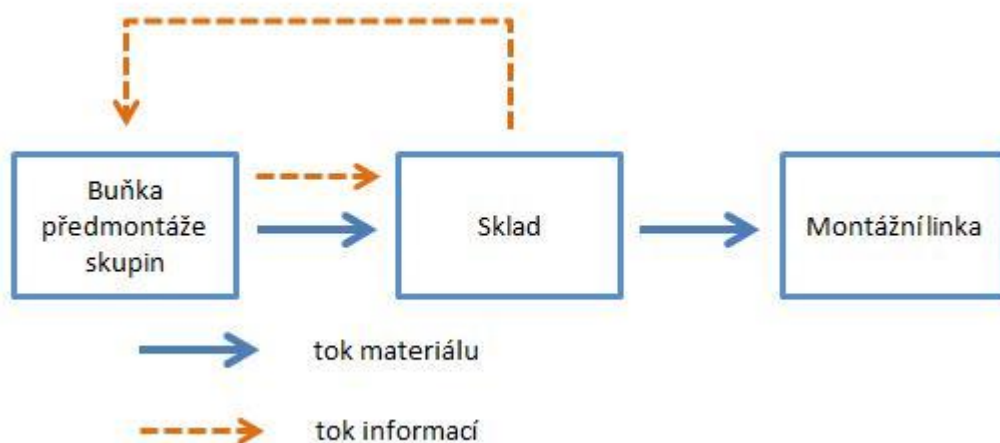 Buňka
předmontáže
skupin
Sklad
Montážní linka
tok materiálu
tok informací